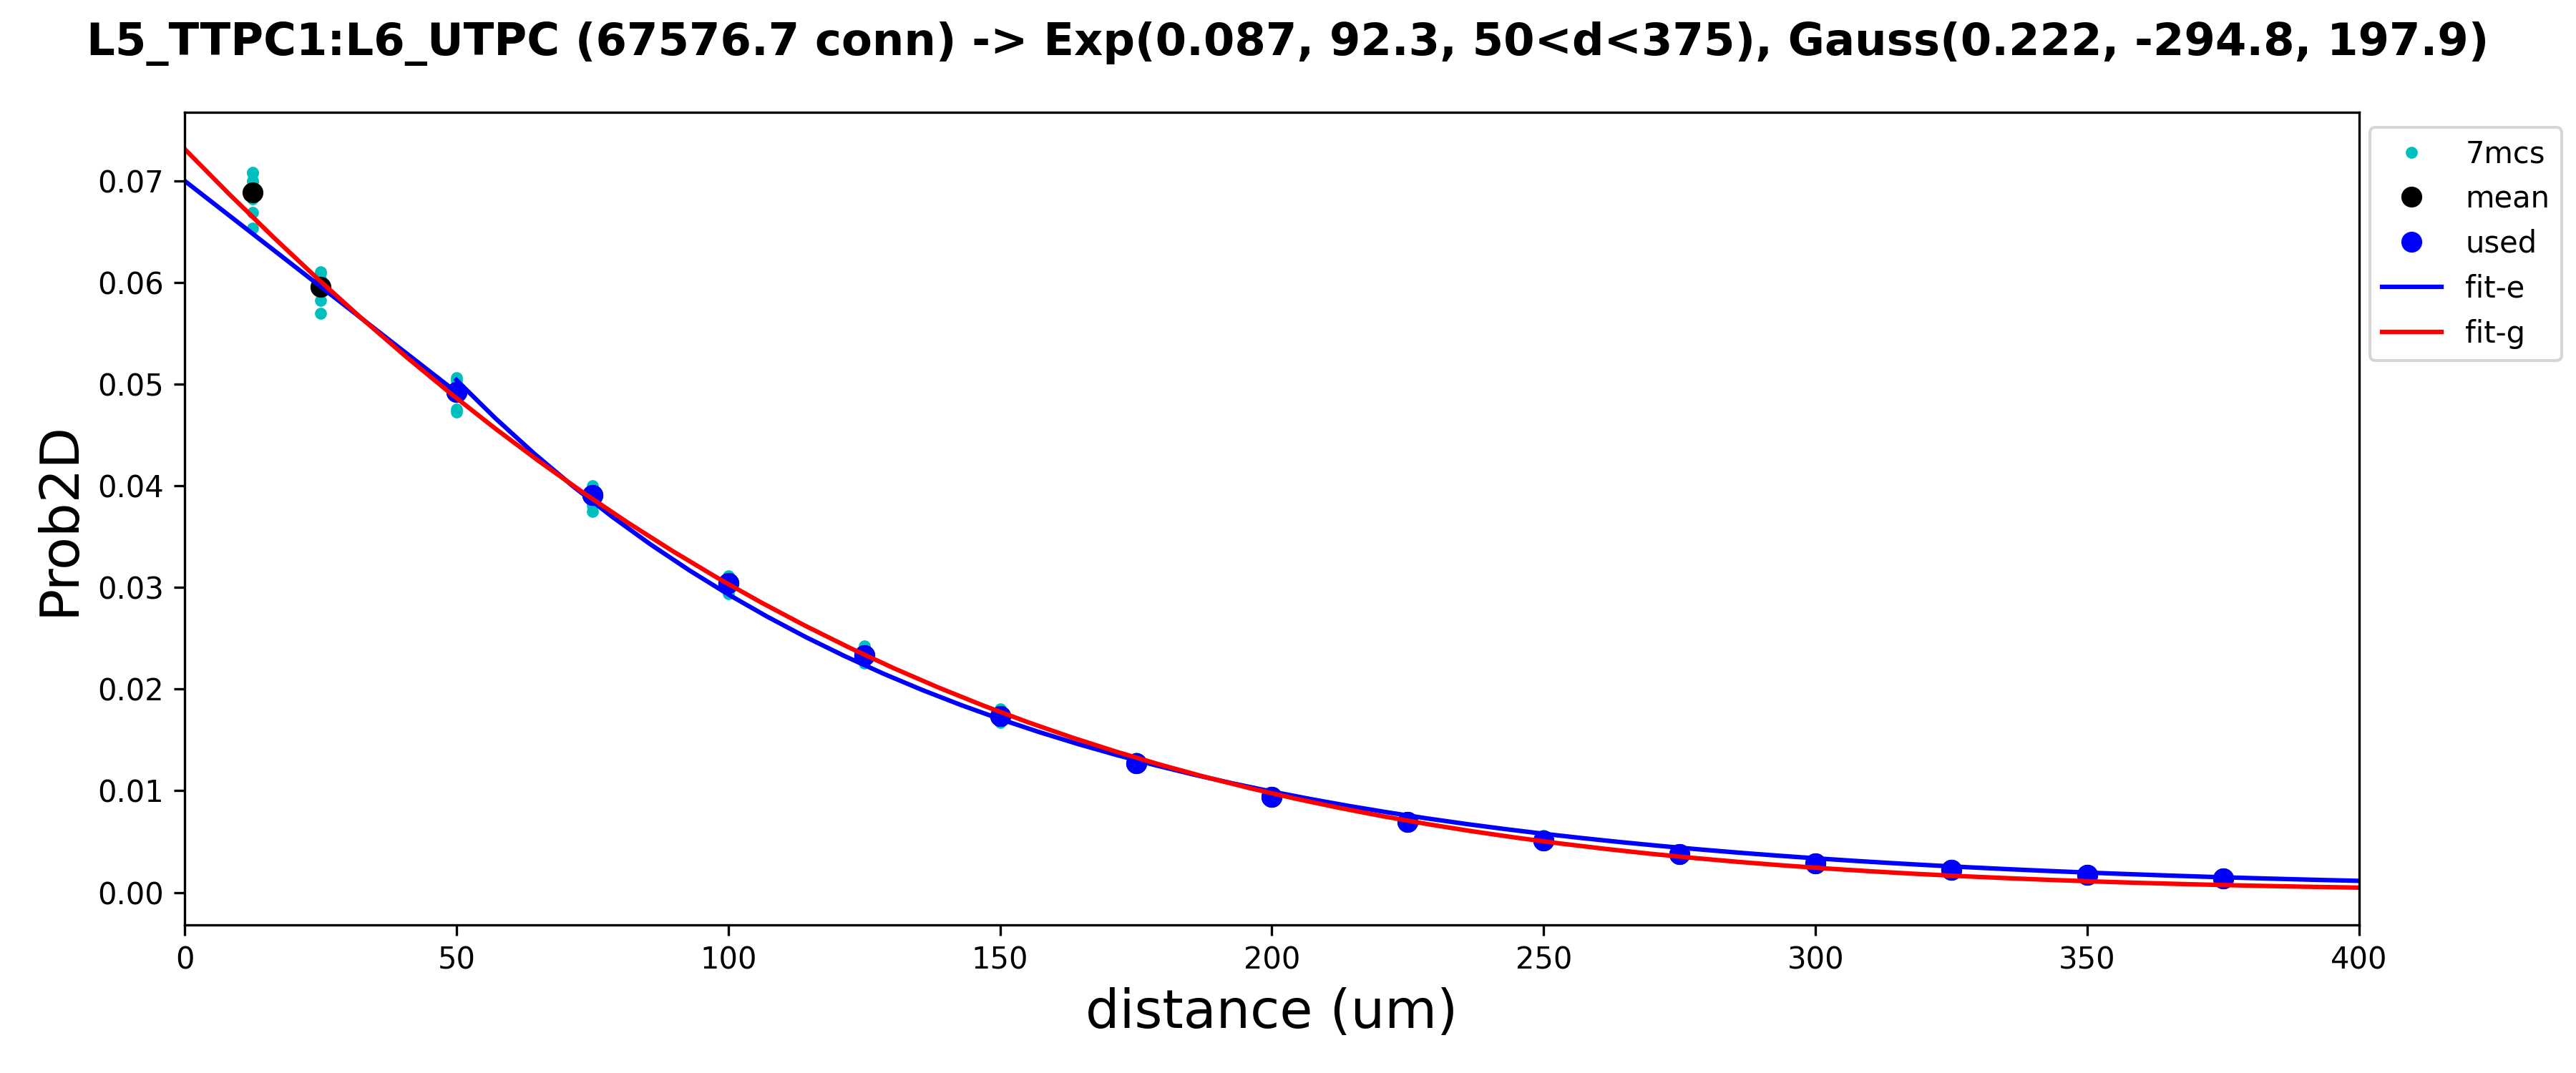 L5_TTPC1:L6_UTPC (67576.7 conn) -> Exp(0.087, 92.3, 50<d<375), Gauss(0.222, -294.8, 197.9)
7mcs
mean
used
fit-e
fit-g
Prob2D
0.07
0.06
0.05
0.04
0.03
0.02
0.01
0.00
0 50 100 150 200 250 300 350 400
distance (um)